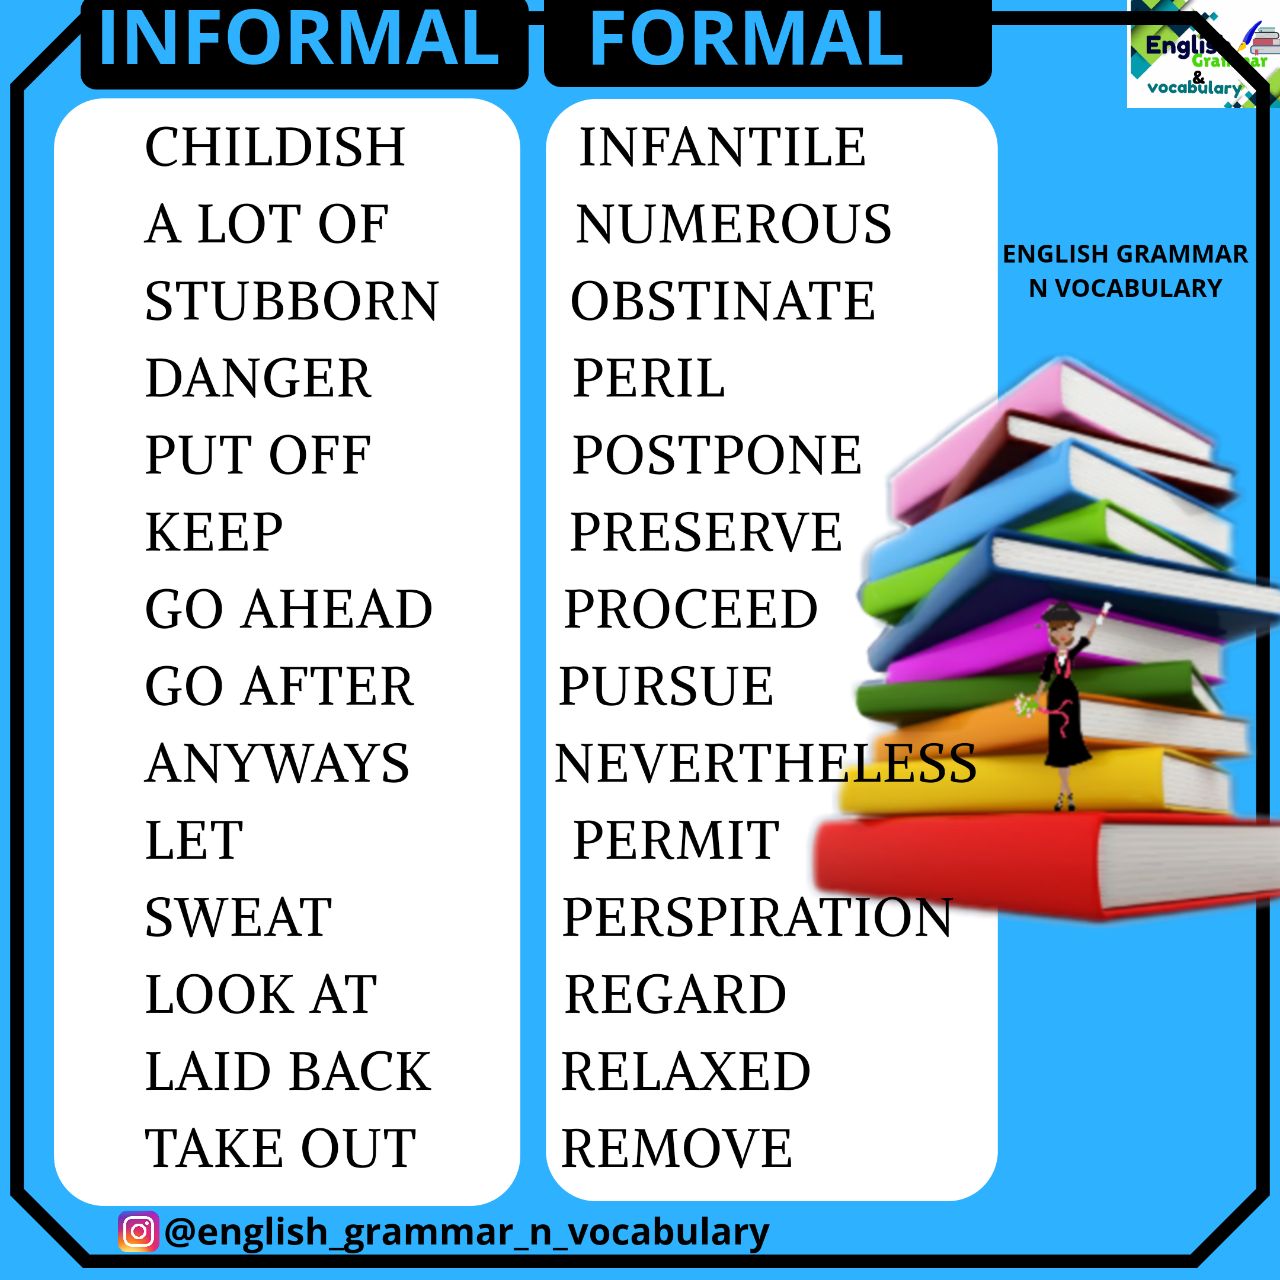 INFORMAL
FORMAL
English
Grammar
&
vocabulary
CHILDISH
INFANTILE
A LOT OF
NUMEROUS
STUBBORN
OBSTINATE
DANGER
PERIL
PUT OFF
POSTPONE
KEEP
PRESERVE
GO AHEAD
PROCEED
GO AFTER
PURSUE
ANYWAYS
NEVERTHELESS
LET
PERMIT
SWEAT
PERSPIRATION
LOOK AT
REGARD
LAID BACK
RELAXED
TAKE OUT
REMOVE
ENGLISH GRAMMAR
N VOCABULARY
@english_grammar_n_vocabulary